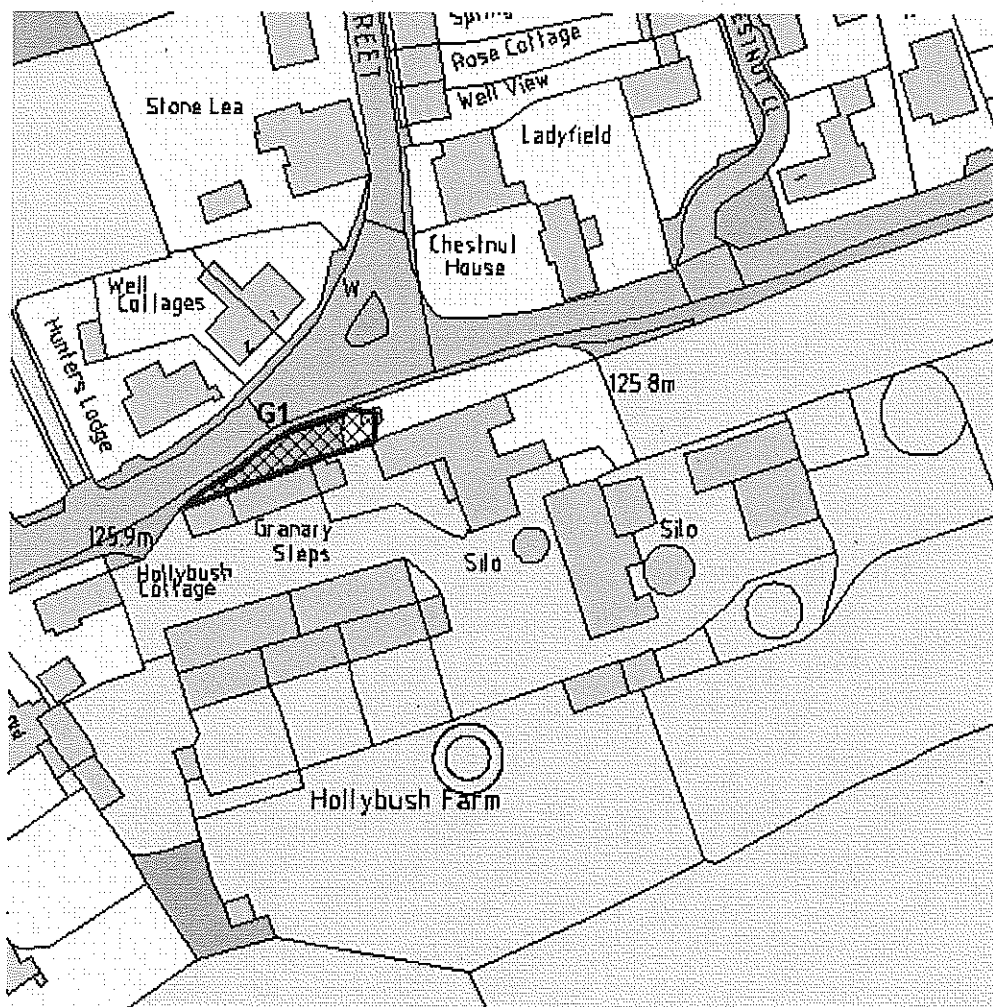 REET
Spring
Rose Cottage
Well View
Stone Lea
Ladyfield
Chestnut
House
Well
Cottages
W
Hunters Lodge
G1
125.8m
125.9m
Granary
Steps
Silo
Silo
Hollybush
Cottage
Hollybush Farm